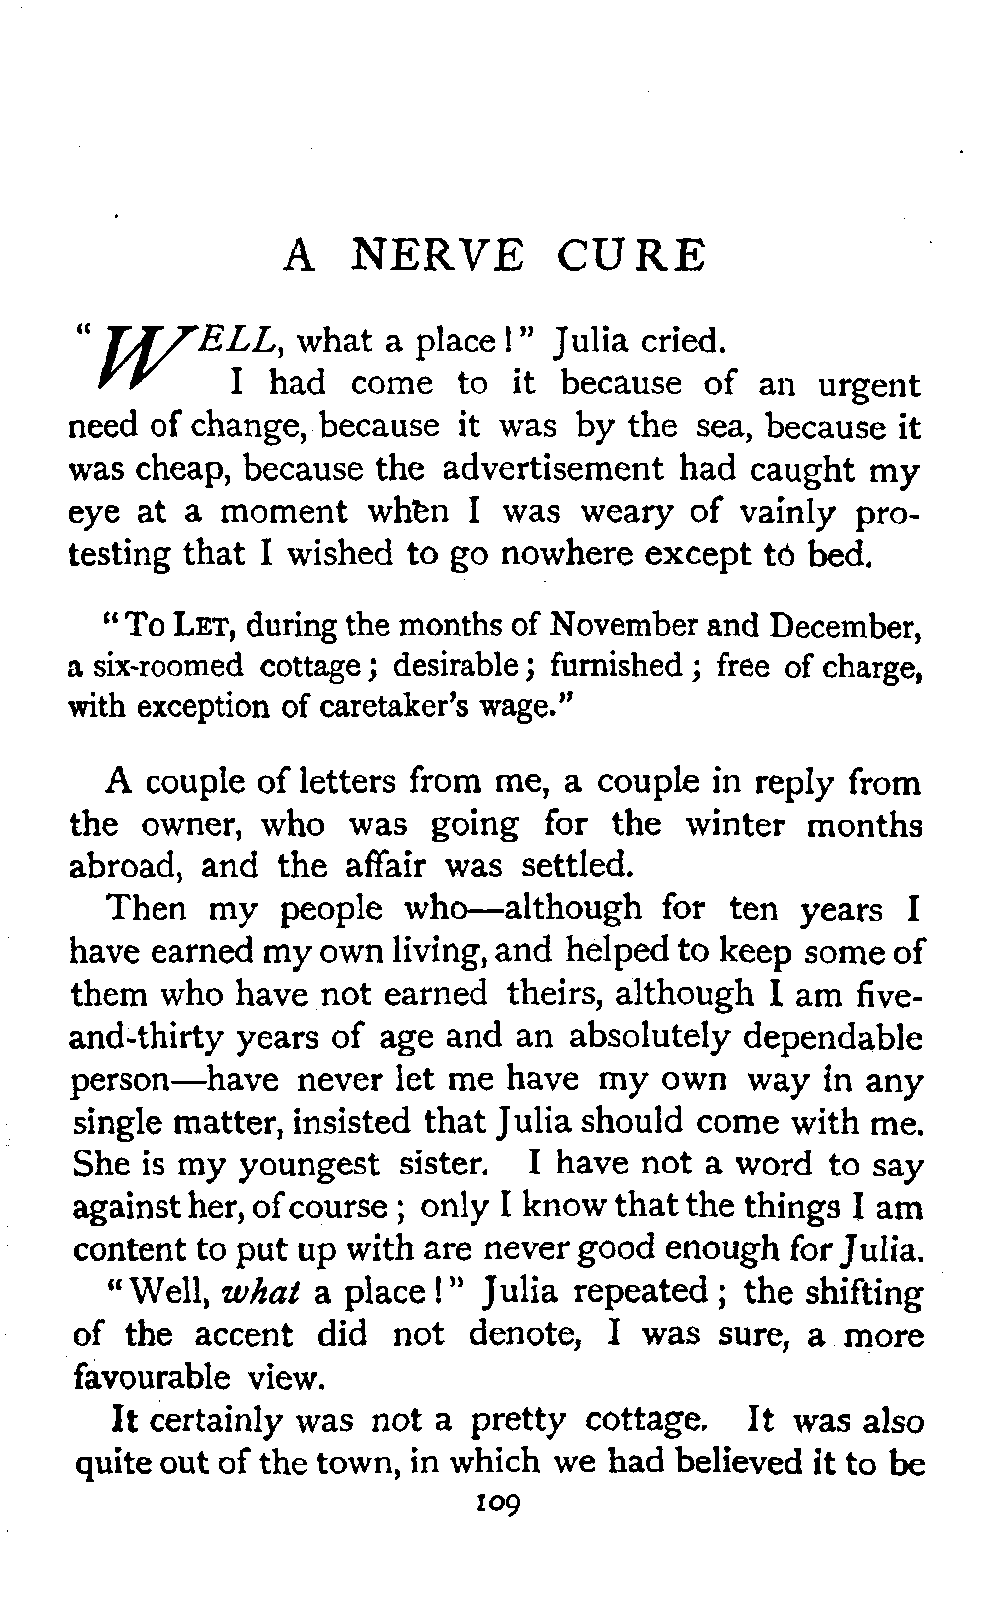 A NERVE CURE
"WELL, what a place!" Julia cried.
I had come to it because of an urgent
need of change, because it was by the sea, because it
was cheap, because the advertisement had caught my
eye at a moment when I was weary of vainly pro-
testing that I wished to go nowhere except to bed.
"To LET, during the months of November and December,
a six-roomed cottage; desirable; furnished; free of charge,
with exception of caretaker's wage."
A couple of letters from me, a couple in reply from
the owner, who was going for the winter months
abroad, and the affair was settled.
Then my people who—although for ten years I
have earned my own living, and helped to keep some of
them who have not earned theirs, although I am five-
and-thirty years of age and an absolutely dependable
person—have never let me have my own way in any
single matter, insisted that Julia should come with me.
She is my youngest sister. I have not a word to say
against her, of course; only I know that the things I am
content to put up with are never good enough for Julia.
"Well, what a place!" Julia repeated; the shifting
of the accent did not denote, I was sure, a more
favourable view.
It certainly was not a pretty cottage. It was also
quite out of the town, in which we had believed it to be
109